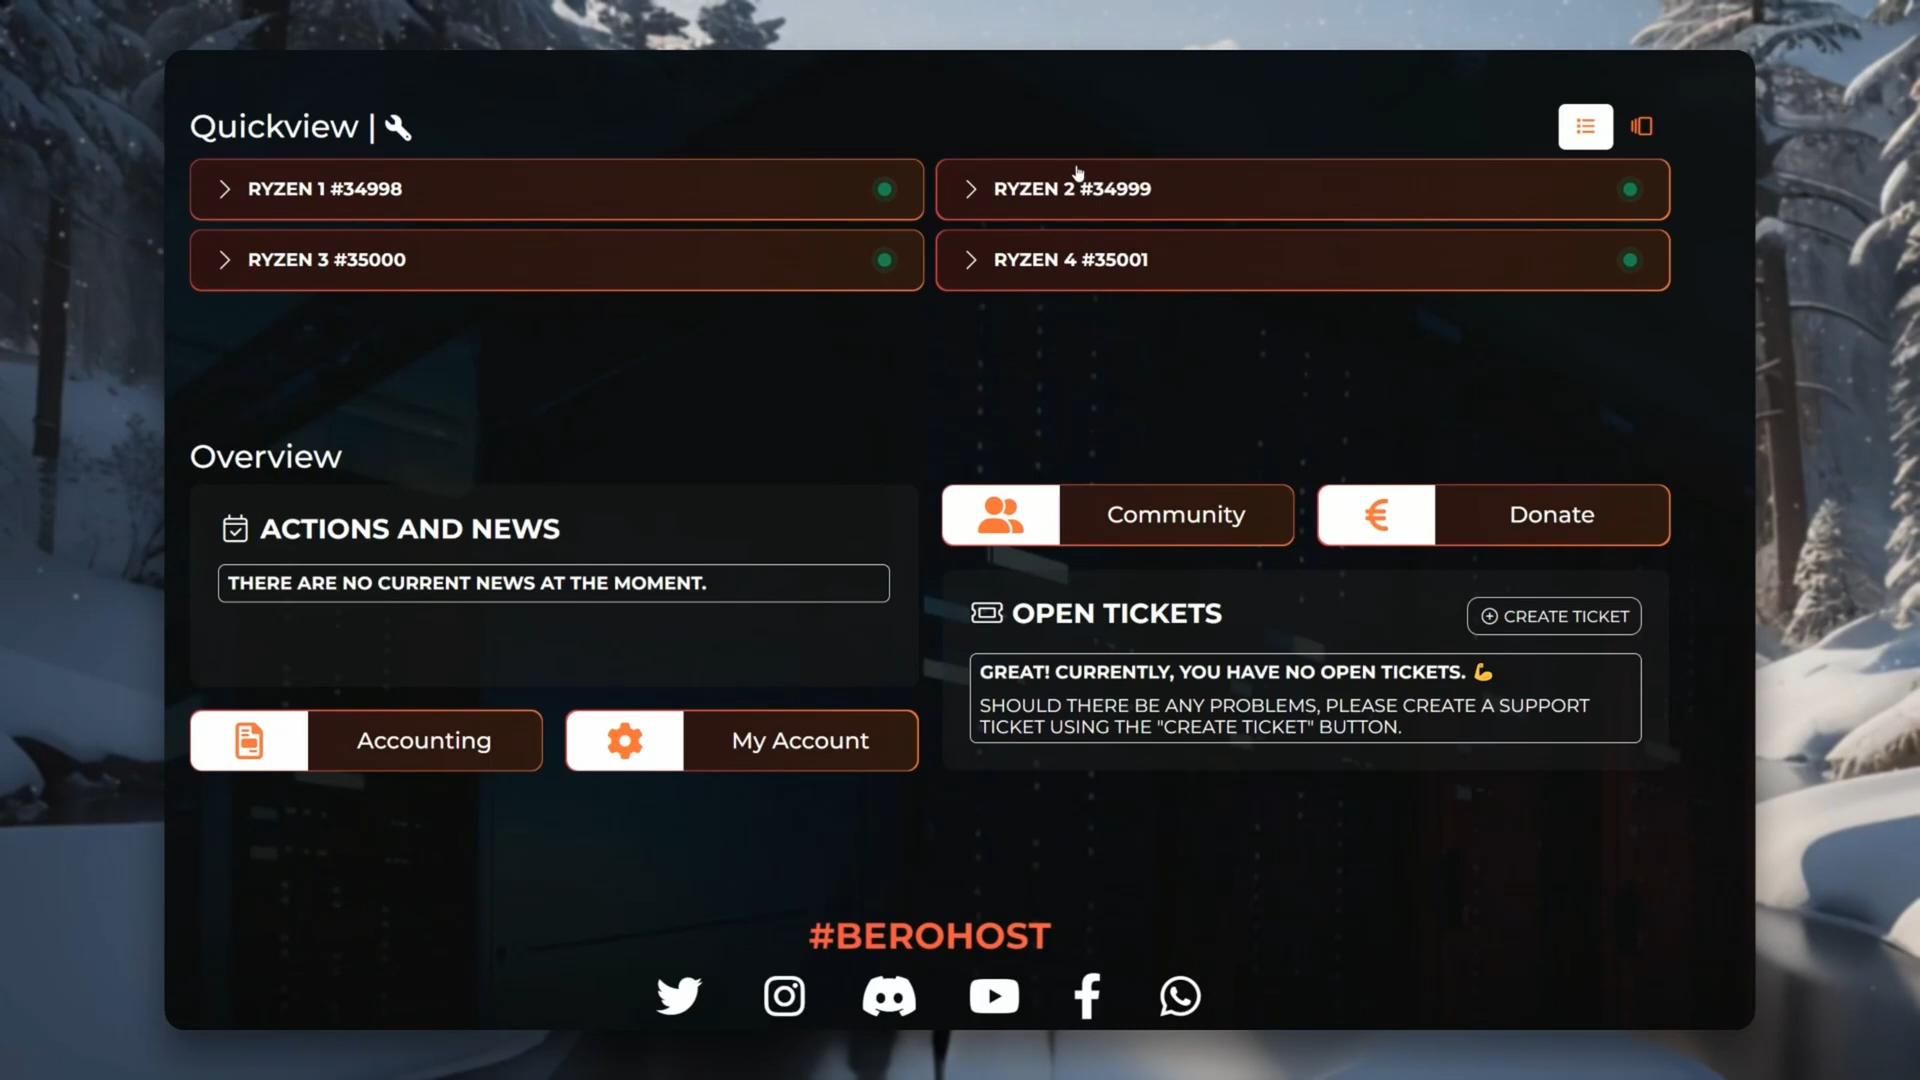 Quickview |
RYZEN 1 #34998
RYZEN 2 #34999
RYZEN 3 #35000
RYZEN 4 #35001
Overview
ACTIONS AND NEWS
THERE ARE NO CURRENT NEWS AT THE MOMENT.
Community
Donate
OPEN TICKETS
CREATE TICKET
GREAT! CURRENTLY, YOU HAVE NO OPEN TICKETS. 💪
SHOULD THERE BE ANY PROBLEMS, PLEASE CREATE A SUPPORT
TICKET USING THE "CREATE TICKET" BUTTON.
Accounting
My Account
#BEROHOST